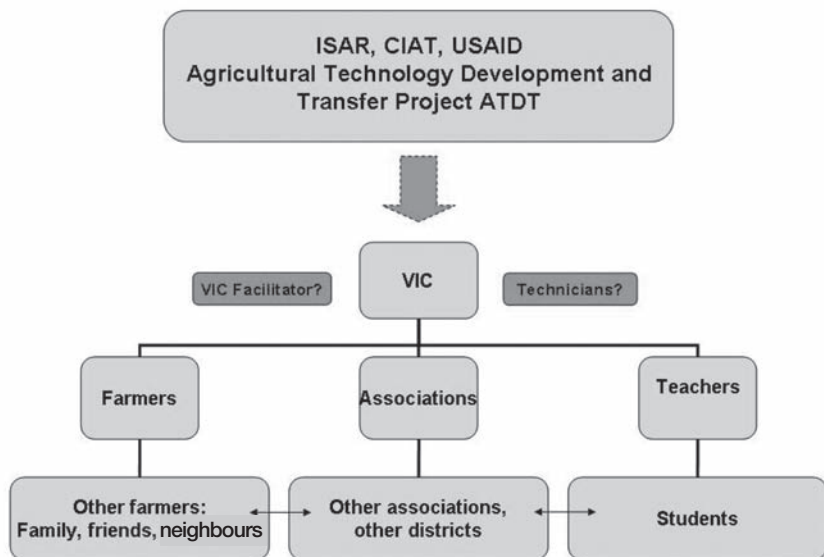 ISAR, CIAT, USAID
Agricultural Technology Development and
Transfer Project ATDT
VIC Facilitator?
VIC
Technicians?
Farmers
Associations
Teachers
Other farmers:
Family, friends, neighbours
Other associations,
other districts
Students